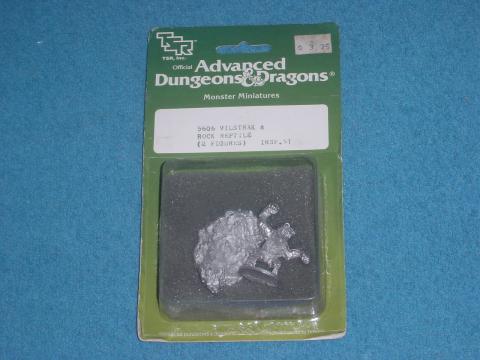 TSR
TSR, Inc.
Official Advanced
Dungeons & Dragons®
Monster Miniatures
5606 VILSTRAK &
ROCK REPTILE
(2 FIGURES)